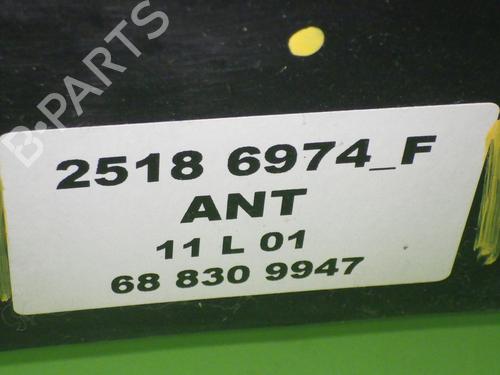 B-PARTS
2518 6974_F
ANT
11 L 01
68 830 9947